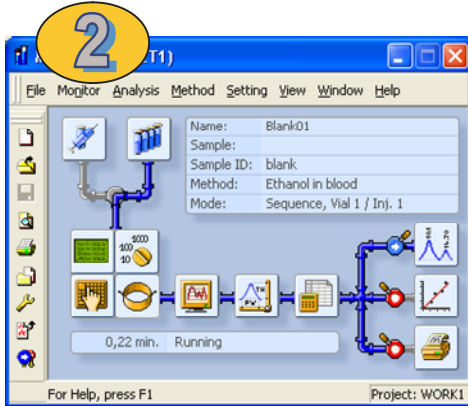 2
T1)
File Monitor Analysis Method Setting View Window Help
Name: Blank01
Sample:
Sample ID: blank
Method: Ethanol in blood
Mode: Sequence, Vial 1 / Inj. 1
1000
100
10
0,22 min. Running
For Help, press F1 Project: WORK1